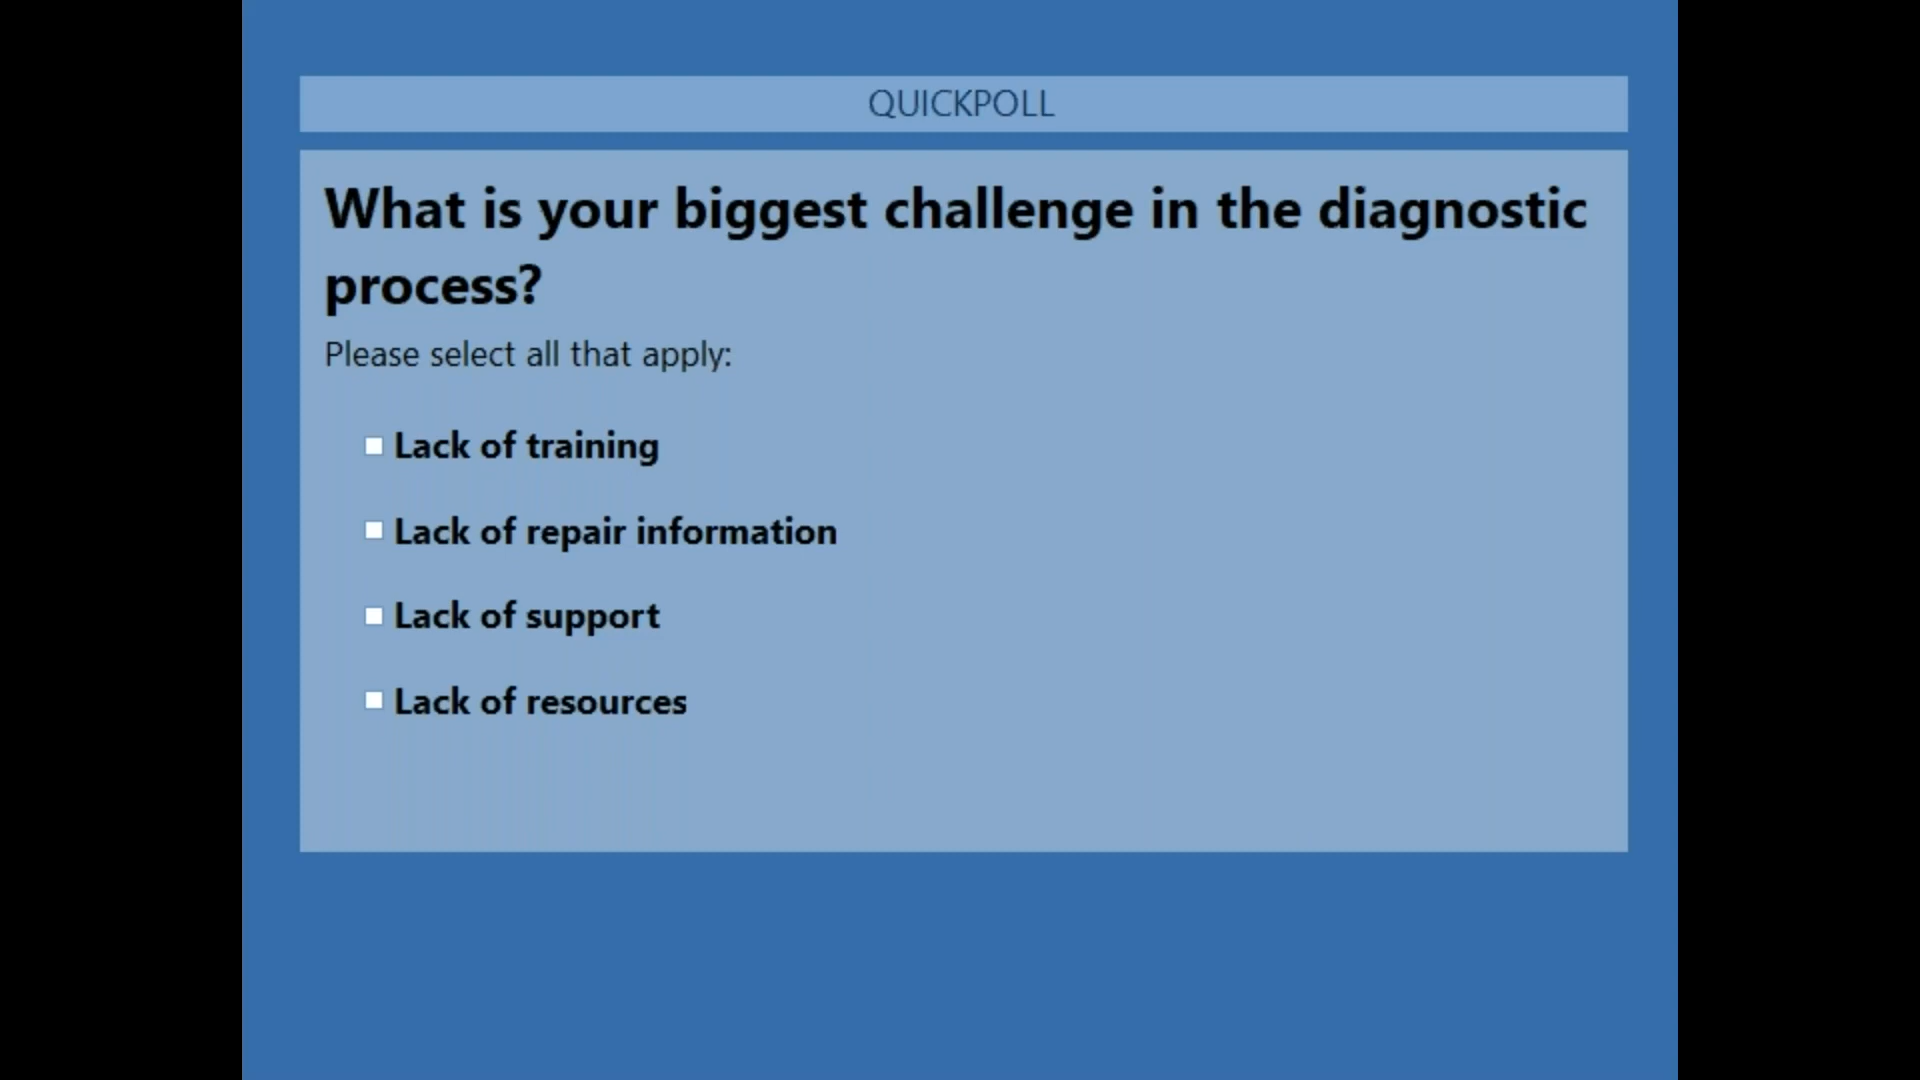 QUICKPOLL
What is your biggest challenge in the diagnostic
process?
Please select all that apply:
Lack of training
Lack of repair information
Lack of support
Lack of resources